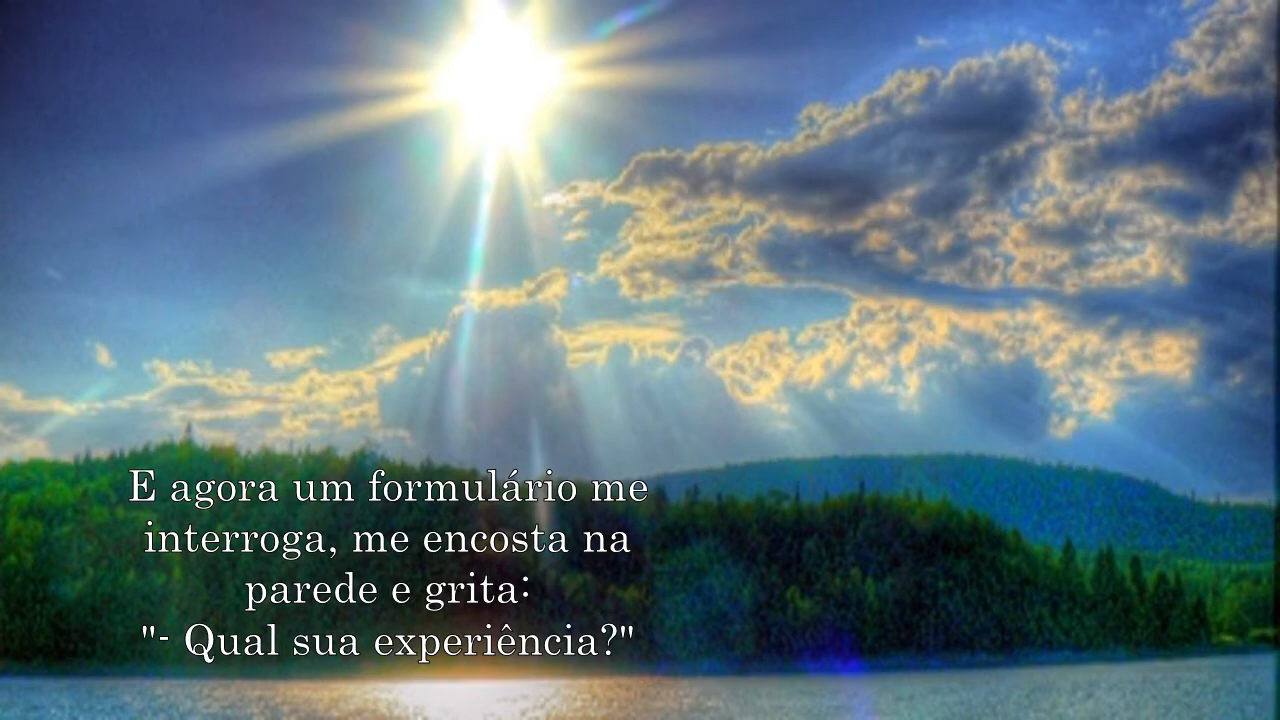 E agora um formulário me
interroga, me encosta na
parede e grita:
"- Qual sua experiência?"